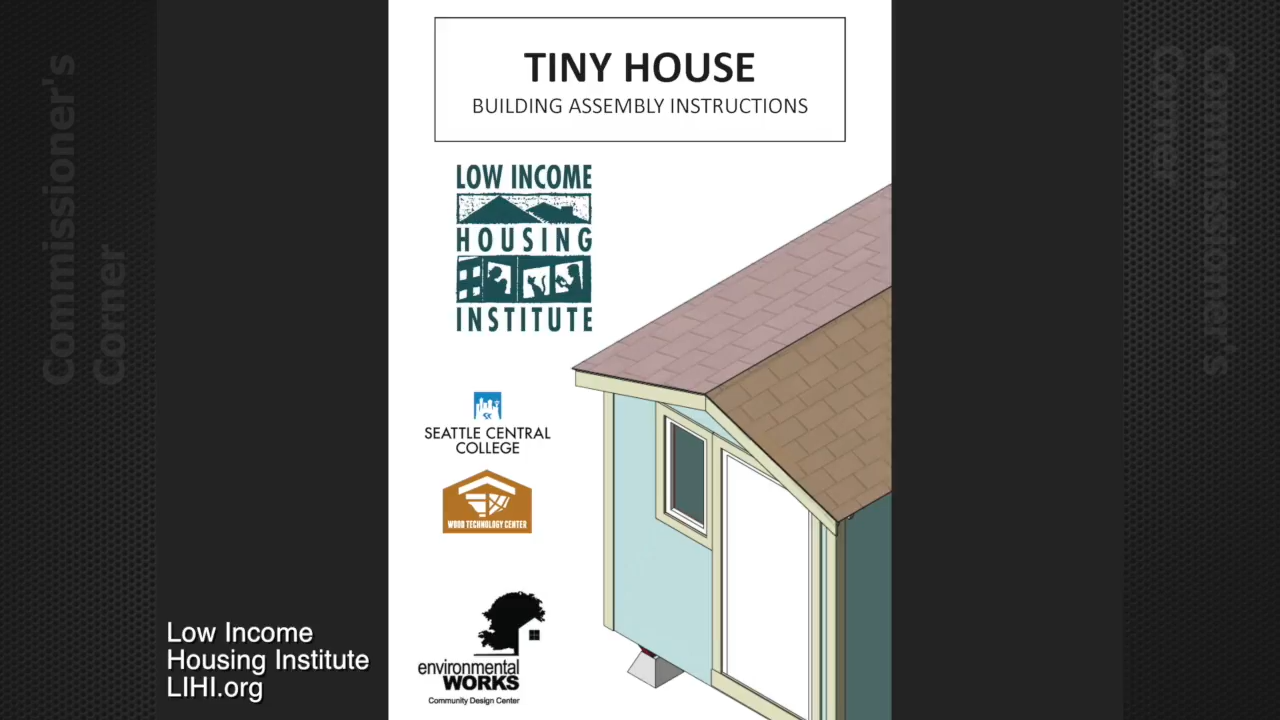 Commissioner's
Corner
TINY HOUSE
BUILDING ASSEMBLY INSTRUCTIONS
LOW INCOME
HOUSING
INSTITUTE
SEATTLE CENTRAL
COLLEGE
WOOD TECHNOLOGY CENTER
environmental
WORKS
Community Design Center
Low Income
Housing Institute
LIHI.org
Commissioner's
Corner